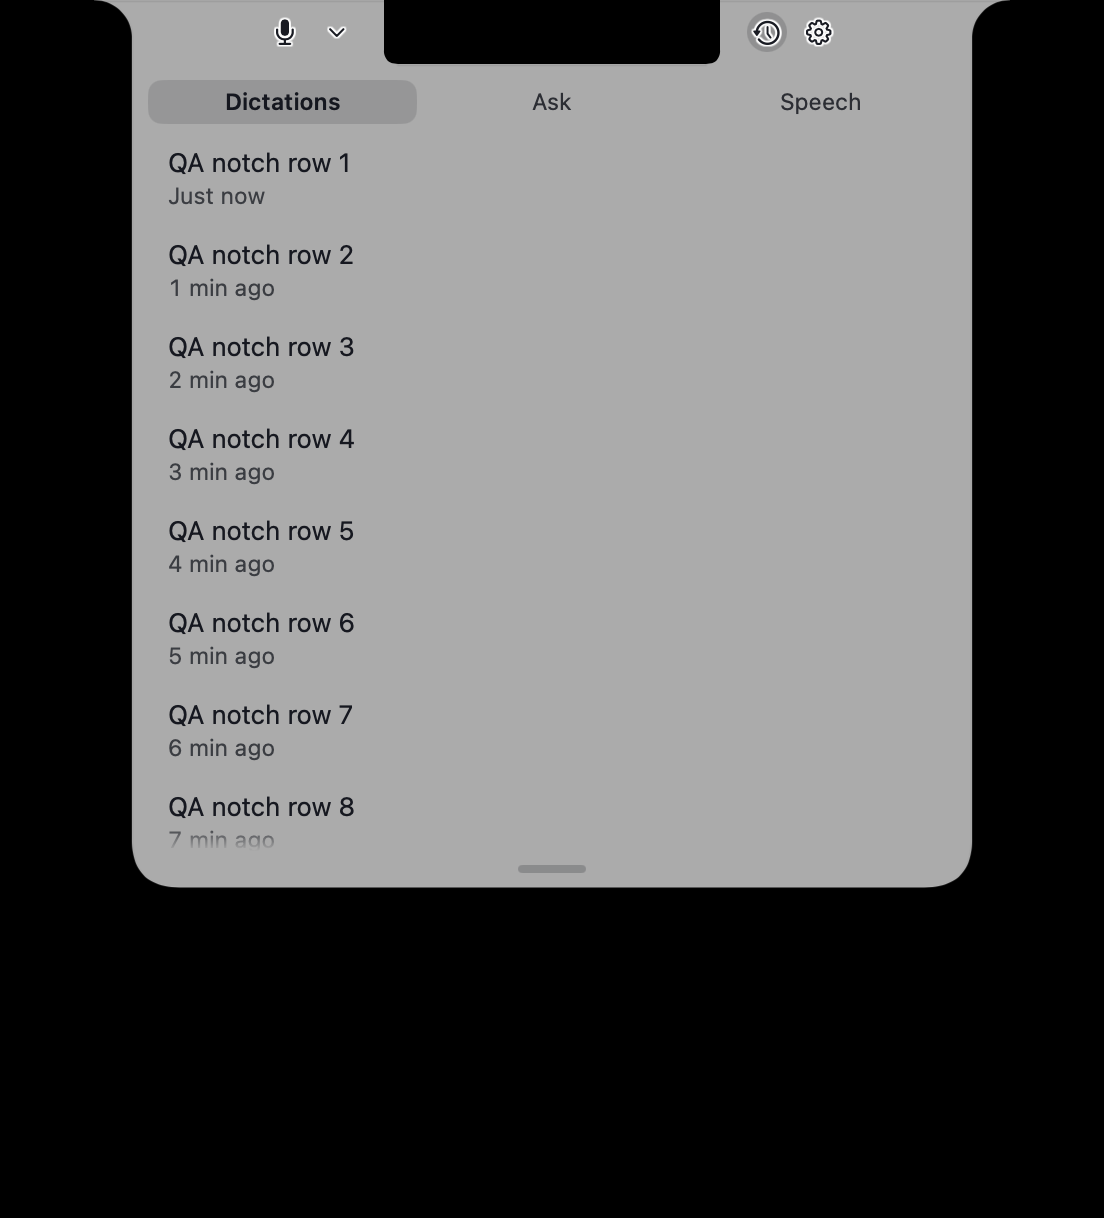 Dictations
Ask
Speech
QA notch row 1
Just now
QA notch row 2
1 min ago
QA notch row 3
2 min ago
QA notch row 4
3 min ago
QA notch row 5
4 min ago
QA notch row 6
5 min ago
QA notch row 7
6 min ago
QA notch row 8
7 min ago